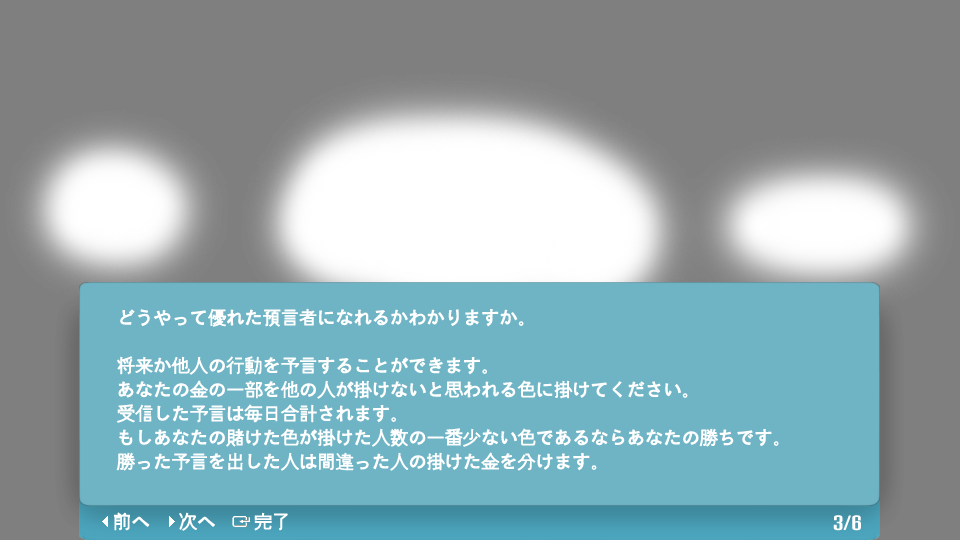 どうやって優れた預言者になれるかわかりますか。
将来か他人の行動を予言することができます。
あなたの金の一部を他の人が掛けないと思われる色に掛けてください。
受信した予言は毎日合計されます。
もしあなたの賭けた色が掛けた人数の一番少ない色であるならあなたの勝ちです。
勝った予言を出した人は間違った人の掛けた金を分けます。
前へ 次へ 完了 3/6